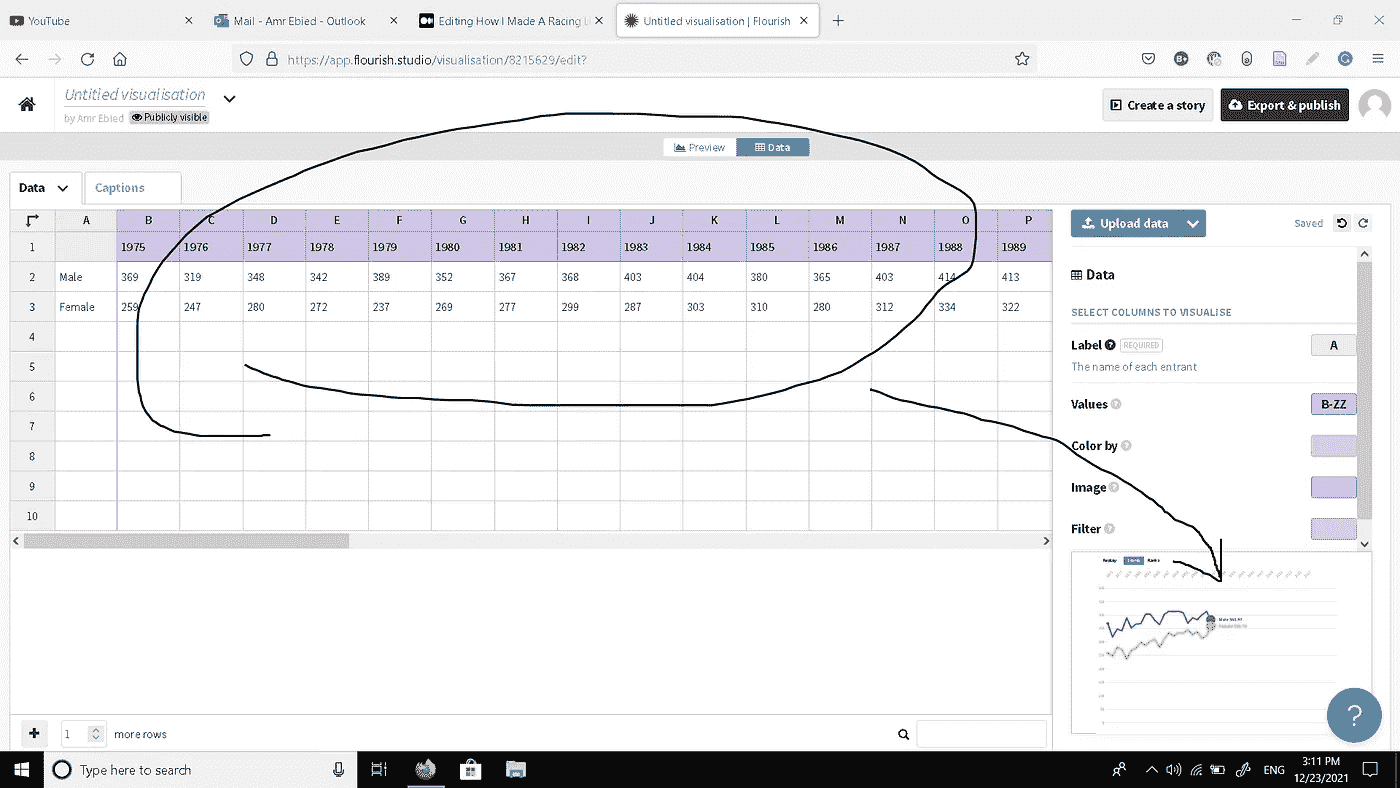 YouTube
Mail - Amr Ebied - Outlook
Editing How I Made A Racing L
Untitled visualisation | Flourish
https://app.flourish.studio/visualisation/8215629/edit?
Untitled visualisation
by Amr Ebied Publicly visible
Create a story
Export & publish
Preview Data
Data Captions
A B C D E F G H I J K L M N O P
1 1975 1976 1977 1978 1979 1980 1981 1982 1983 1984 1985 1986 1987 1988 1989
2 Male 369 319 348 342 389 352 367 368 403 404 380 365 403 414 413
3 Female 259 247 280 272 237 269 277 299 287 303 310 280 312 334 322
4
5
6
7
8
9
10
Upload data
Saved
Data
SELECT COLUMNS TO VISUALISE
Label REQUIRED A
The name of each entrant
Values B-ZZ
Color by
Image
Filter
?
1 more rows
Type here to search
ENG
3:11 PM
12/23/2021